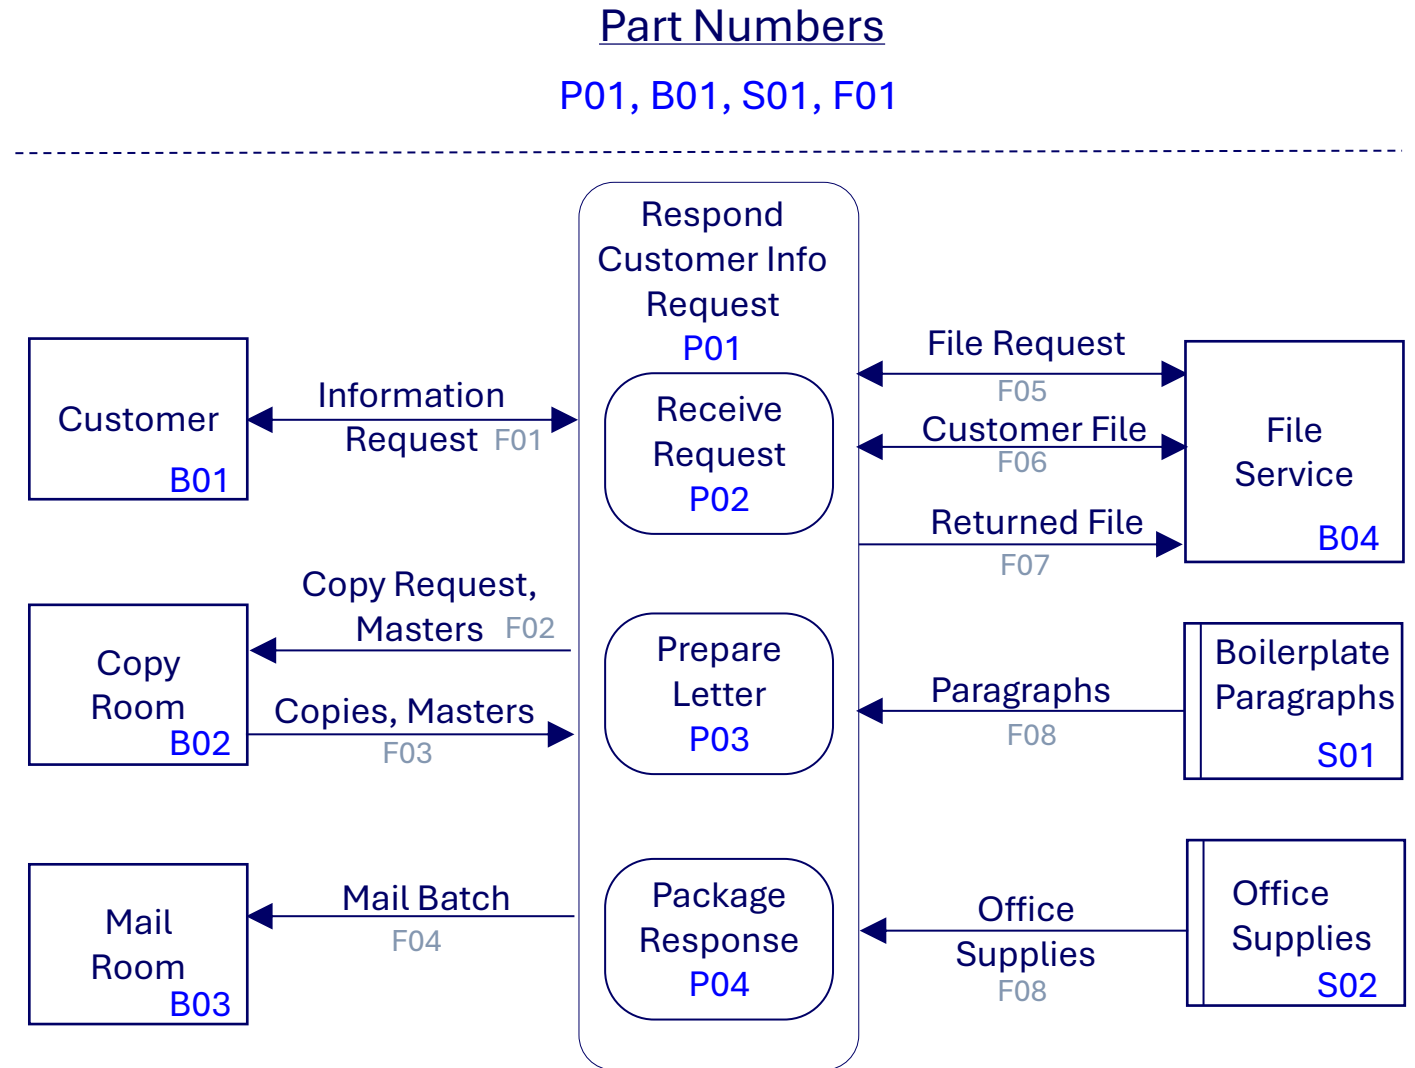 Part Numbers
P01, B01, S01, F01
Respond
Customer Info
Request
P01
Customer
B01
Information
Request F01
Receive
Request
P02
File Request
F05
Customer File
F06
Returned File
F07
File
Service
B04
Copy Request,
Masters F02
Copy
Room
B02
Copies, Masters
F03
Prepare
Letter
P03
Paragraphs
F08
Boilerplate
Paragraphs
S01
Mail
Room
B03
Mail Batch
F04
Package
Response
P04
Office
Supplies
F08
Office
Supplies
S02